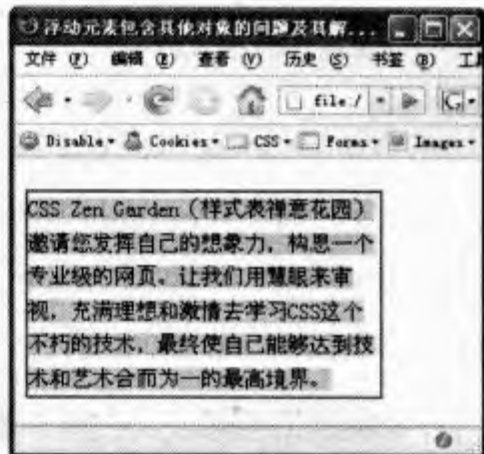 浮动元素包含其他对象的问题及其解...
文件 (F) 编辑 (E) 查看 (V) 历史 (S) 书签 (B) 工
file:/ G
Disable Cookies CSS Forms Images
CSS Zen Garden（样式表禅意花园）
邀请您发挥自己的想象力，构思一个
专业级的网页。让我们用慧眼来审
视，充满理想和激情去学习CSS这个
不朽的技术，最终使自己能够达到技
术和艺术合而为一的最高境界。